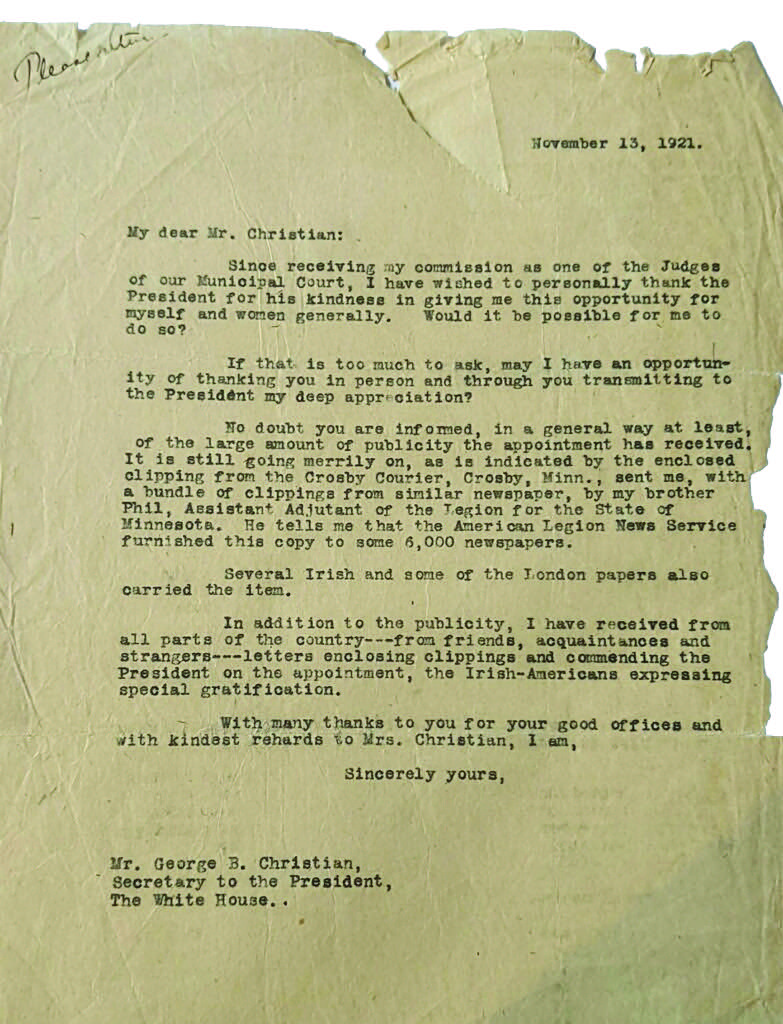 Please
November 13, 1921.
My dear Mr. Christian:
Since receiving my commission as one of the Judges
of our Municipal Court, I have wished to personally thank the
President for his kindness in giving me this opportunity for
myself and women generally. Would it be possible for me to
do so?
If that is too much to ask, may I have an opportun-
ity of thanking you in person and through you transmitting to
the President my deep appreciation?
No doubt you are informed, in a general way at least,
of the large amount of publicity the appointment has received.
It is still going merrily on, as is indicated by the enclosed
clipping from the Crosby Courier, Crosby, Minn., sent me, with
a bundle of clippings from similar newspaper, by my brother
Phil, Assistant Adjutant of the Legion for the State of
Minnesota. He tells me that the American Legion News Service
furnished this copy to some 6,000 newspapers.
Several Irish and some of the London papers also
carried the item.
In addition to the publicity, I have received from
all parts of the country---from friends, acquaintances and
strangers---letters enclosing clippings and commending the
President on the appointment, the Irish-Americans expressing
special gratification.
With many thanks to you for your good offices and
with kindest rehards to Mrs. Christian, I am,
Sincerely yours,
Mr. George B. Christian,
Secretary to the President,
The White House..